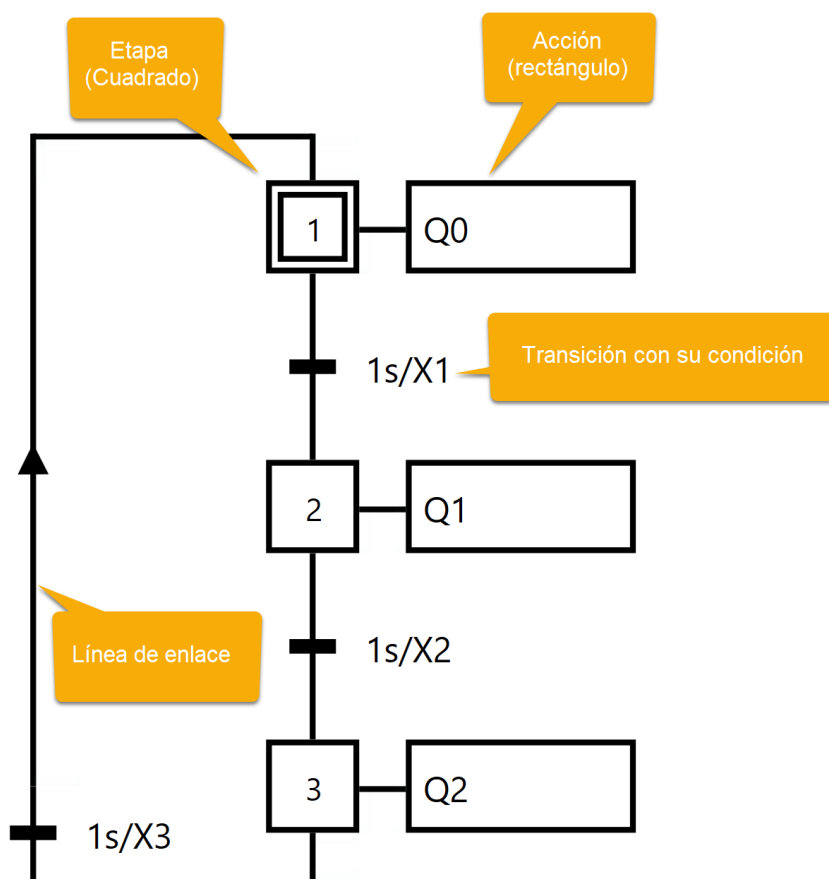 Etapa
(Cuadrado)
Acción
(rectángulo)
1
Q0
1s/X1
Transición con su condición
2
Q1
Línea de enlace
1s/X2
3
Q2
1s/X3